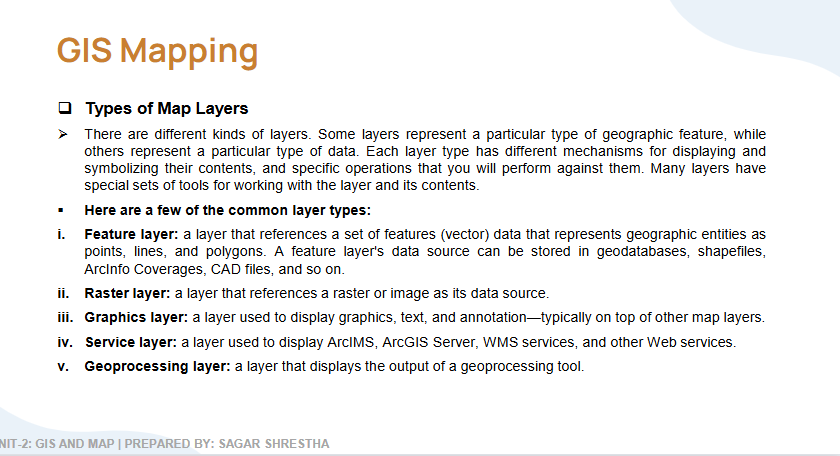 GIS Mapping
❑ Types of Map Layers
➢ There are different kinds of layers. Some layers represent a particular type of geographic feature, while
others represent a particular type of data. Each layer type has different mechanisms for displaying and
symbolizing their contents, and specific operations that you will perform against them. Many layers have
special sets of tools for working with the layer and its contents.
▪ Here are a few of the common layer types:
i. Feature layer: a layer that references a set of features (vector) data that represents geographic entities as
points, lines, and polygons. A feature layer's data source can be stored in geodatabases, shapefiles,
ArcInfo Coverages, CAD files, and so on.
ii. Raster layer: a layer that references a raster or image as its data source.
iii. Graphics layer: a layer used to display graphics, text, and annotation—typically on top of other map layers.
iv. Service layer: a layer used to display ArcIMS, ArcGIS Server, WMS services, and other Web services.
v. Geoprocessing layer: a layer that displays the output of a geoprocessing tool.
NIT-2: GIS AND MAP | PREPARED BY: SAGAR SHRESTHA